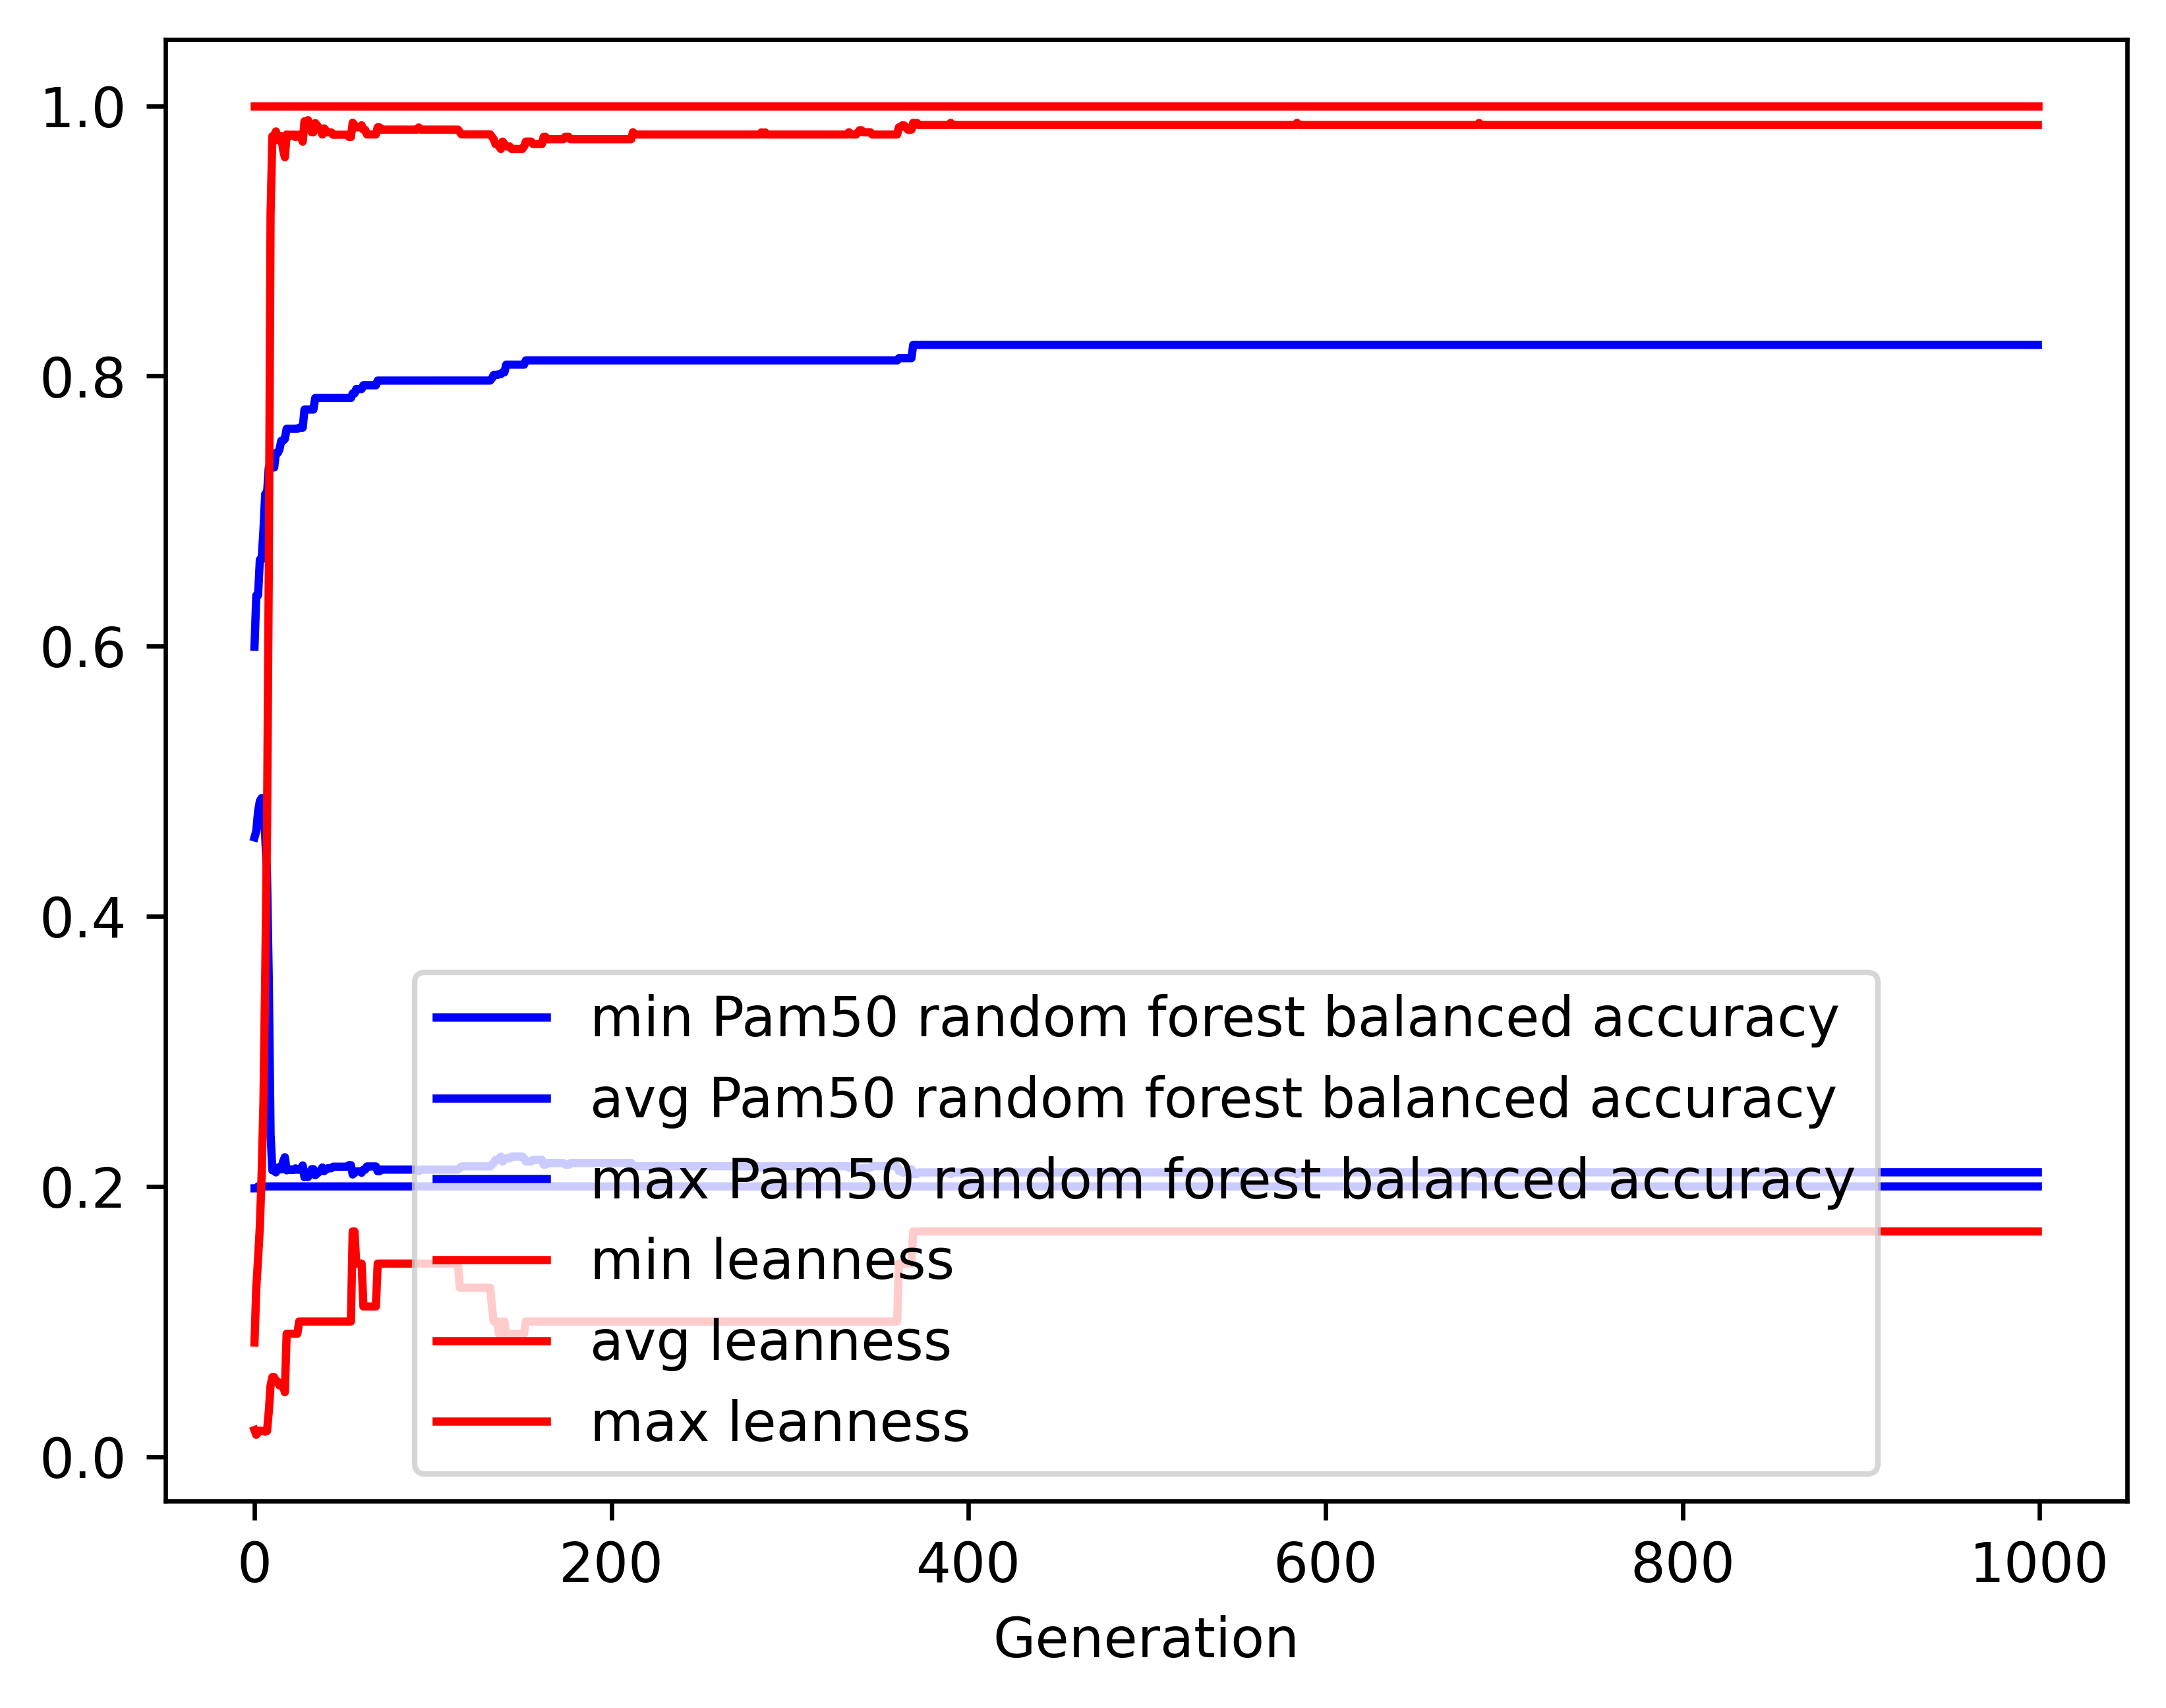 1.0
0.8
0.6
0.4
0.2
0.0
min Pam50 random forest balanced accuracy
avg Pam50 random forest balanced accuracy
max Pam50 random forest balanced accuracy
min leanness
avg leanness
max leanness
0 200 400 600 800 1000
Generation